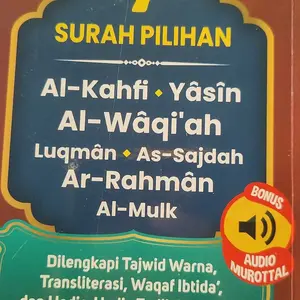 7
SURAH PILIHAN
Al-Kahfi • Yâsîn
Al-Wâqi'ah
Luqmân • As-Sajdah
Ar-Rahmân
Al-Mulk
BONUS
AUDIO
MUROTTAL
Dilengkapi Tajwid Warna,
Transliterasi, Waqaf Ibtida',